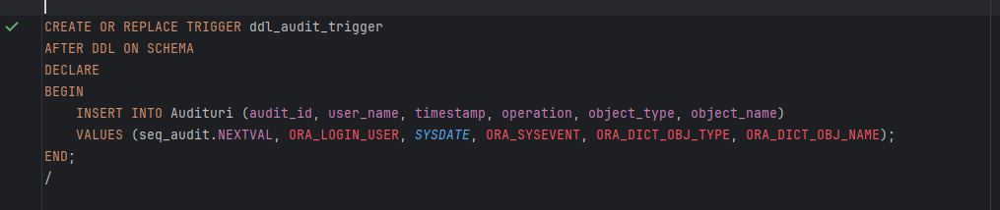 CREATE OR REPLACE TRIGGER ddl_audit_trigger
AFTER DDL ON SCHEMA
DECLARE
BEGIN
    INSERT INTO Audituri (audit_id, user_name, timestamp, operation, object_type, object_name)
    VALUES (seq_audit.NEXTVAL, ORA_LOGIN_USER, SYSDATE, ORA_SYSEVENT, ORA_DICT_OBJ_TYPE, ORA_DICT_OBJ_NAME);
END;
/